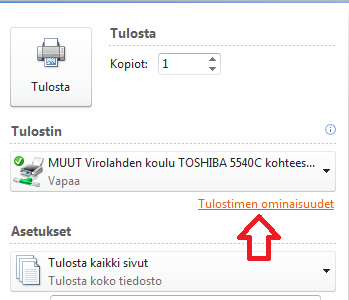 Tulosta
Kopiot: 1
Tulosta
Tulostin
MUUT Virolahden koulu TOSHIBA 5540C kohtees...
Vapaa
Tulostimen ominaisuudet
Asetukset
Tulosta kaikki sivut
Tulosta koko tiedosto